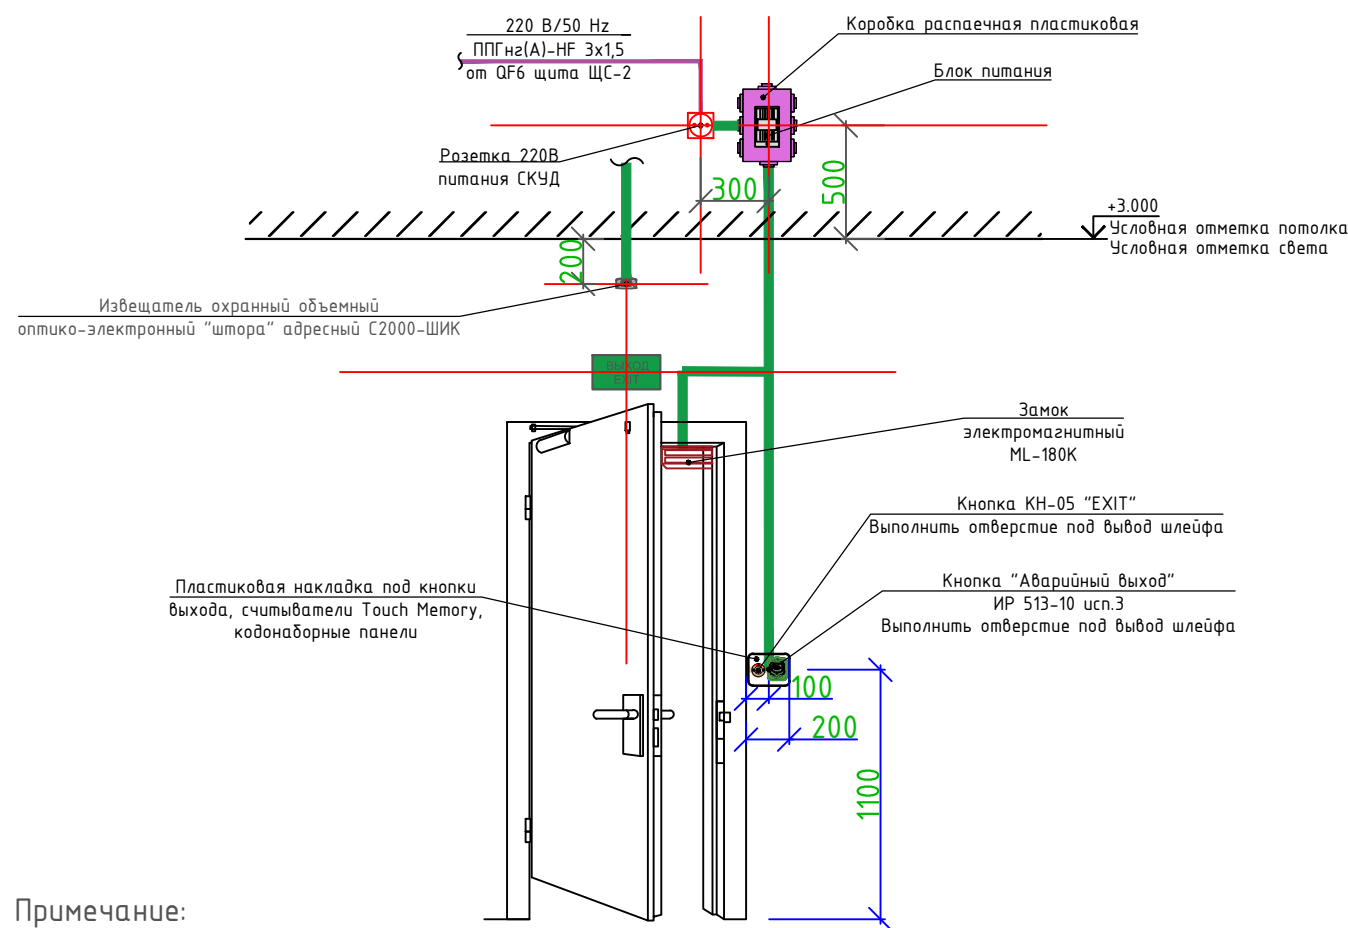 220 В/50 Hz
ППГнг(А)-HF 3х1,5
от QF6 щита ЩС-2
Коробка распаечная пластиковая
Блок питания
Розетка 220В
питания СКУД
300
500
+3.000
Условная отметка потолка
Условная отметка света
200
Извещатель охранный объемный
оптико-электронный "штора" адресный С2000-ШИК
ВЫХОД
EXIT
Замок
электромагнитный
ML-180K
Кнопка КН-05 "EXIT"
Выполнить отверстие под вывод шлейфа
Кнопка "Аварийный выход"
ИР 513-10 исп.3
Выполнить отверстие под вывод шлейфа
Пластиковая накладка под кнопки
выхода, считыватели Touch Memory,
кодонаборные панели
100
200
1100
Примечание: